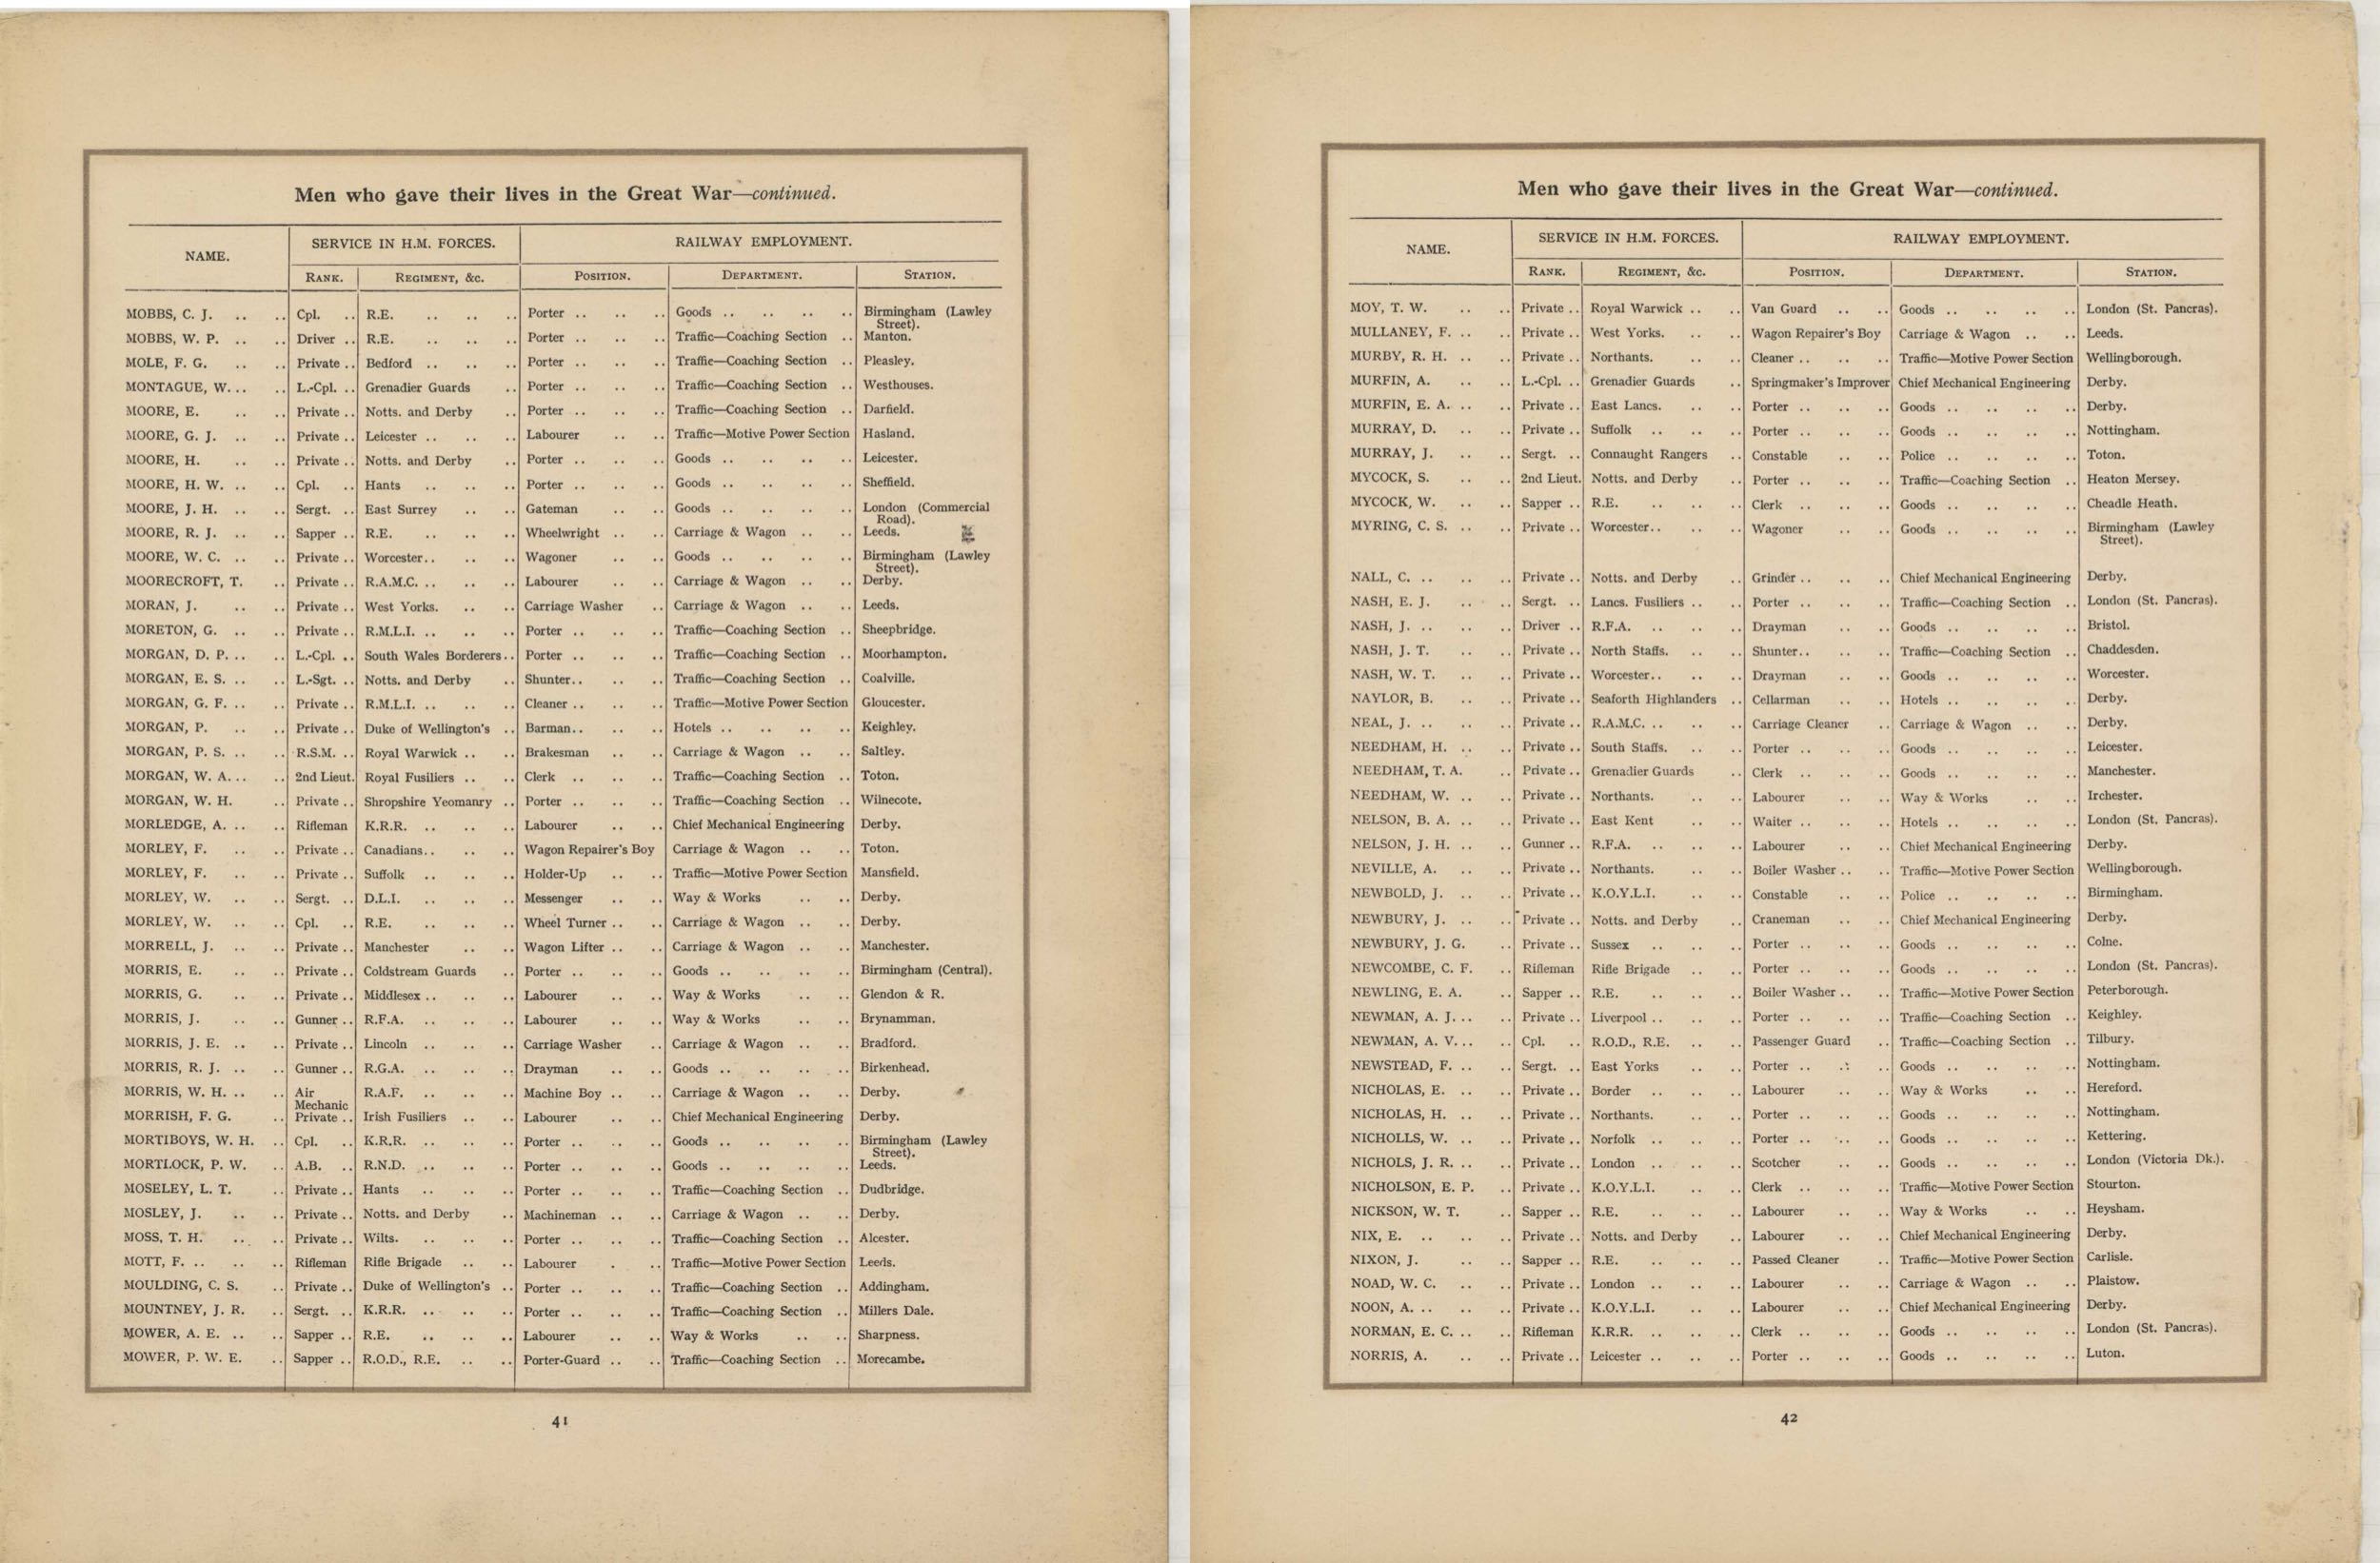 Men who gave their lives in the Great War—continued.
NAME. SERVICE IN H.M. FORCES. RAILWAY EMPLOYMENT.
RANK. REGIMENT, &c. POSITION. DEPARTMENT. STATION.
MOBBS, C. J. .. .. Cpl. .. R.E. .. .. .. Porter .. .. .. Goods .. .. .. .. Birmingham (Lawley Street).
MOBBS, W. P. .. .. Driver .. R.E. .. .. .. Porter .. .. .. Traffic—Coaching Section .. Manton.
MOLE, F. G. .. .. Private .. Bedford .. .. .. Porter .. .. .. Traffic—Coaching Section .. Pleasley.
MONTAGUE, W. .. .. L.-Cpl. .. Grenadier Guards .. Porter .. .. .. Traffic—Coaching Section .. Westhouses.
MOORE, E. .. .. Private .. Notts. and Derby .. Porter .. .. .. Traffic—Coaching Section .. Darfield.
MOORE, G. J. .. .. Private .. Leicester .. .. .. Labourer .. .. Traffic—Motive Power Section Hasland.
MOORE, H. .. .. Private .. Notts. and Derby .. Porter .. .. .. Goods .. .. .. .. Leicester.
MOORE, H. W. .. .. Cpl. .. Hants .. .. .. Porter .. .. .. Goods .. .. .. .. Sheffield.
MOORE, J. H. .. .. Sergt. .. East Surrey .. .. Gateman .. .. Goods .. .. .. .. London (Commercial Road).
MOORE, R. J. .. .. Sapper .. R.E. .. .. .. Wheelwright .. .. Carriage & Wagon .. .. Leeds.
MOORE, W. C. .. .. Private .. Worcester.. .. .. Wagoner .. .. Goods .. .. .. .. Birmingham (Lawley Street).
MOORECROFT, T. .. Private .. R.A.M.C. .. .. .. Labourer .. .. Carriage & Wagon .. .. Derby.
MORAN, J. .. .. Private .. West Yorks. .. .. Carriage Washer .. Carriage & Wagon .. .. Leeds.
MORETON, G. .. .. Private .. R.M.L.I. .. .. .. Porter .. .. .. Traffic—Coaching Section .. Sheepbridge.
MORGAN, D. P. .. .. L.-Cpl. .. South Wales Borderers .. Porter .. .. .. Traffic—Coaching Section .. Moorhampton.
MORGAN, E. S. .. .. L.-Sgt. .. Notts. and Derby .. Shunter.. .. .. Traffic—Coaching Section .. Coalville.
MORGAN, G. F. .. .. Private .. R.M.L.I. .. .. .. Cleaner .. .. .. Traffic—Motive Power Section Gloucester.
MORGAN, P. .. .. Private .. Duke of Wellington's .. Barman.. .. .. Hotels .. .. .. .. Keighley.
MORGAN, P. S. .. .. R.S.M. .. Royal Warwick .. .. Brakesman .. .. Carriage & Wagon .. .. Saltley.
MORGAN, W. A. .. .. 2nd Lieut. Royal Fusiliers .. .. Clerk .. .. .. Traffic—Coaching Section .. Toton.
MORGAN, W. H. .. Private .. Shropshire Yeomanry .. Porter .. .. .. Traffic—Coaching Section .. Wilnecote.
MORLEDGE, A. .. .. Rifleman K.R.R. .. .. .. Labourer .. .. Chief Mechanical Engineering Derby.
MORLEY, F. .. .. Private .. Canadians.. .. .. Wagon Repairer's Boy Carriage & Wagon .. .. Toton.
MORLEY, F. .. .. Private .. Suffolk .. .. .. Holder-Up .. .. Traffic—Motive Power Section Mansfield.
MORLEY, W. .. .. Sergt. .. D.L.I. .. .. .. Messenger .. .. Way & Works .. .. Derby.
MORLEY, W. .. .. Cpl. .. R.E. .. .. .. Wheel Turner .. .. Carriage & Wagon .. .. Derby.
MORRELL, J. .. .. Private .. Manchester .. .. Wagon Lifter .. .. Carriage & Wagon .. .. Manchester.
MORRIS, E. .. .. Private .. Coldstream Guards .. Porter .. .. .. Goods .. .. .. .. Birmingham (Central).
MORRIS, G. .. .. Private .. Middlesex .. .. .. Labourer .. .. Way & Works .. .. Glendon & R.
MORRIS, J. .. .. Gunner .. R.F.A. .. .. .. Labourer .. .. Way & Works .. .. Brynamman.
MORRIS, J. E. .. .. Private .. Lincoln .. .. .. Carriage Washer .. Carriage & Wagon .. .. Bradford.
MORRIS, R. J. .. .. Gunner .. R.G.A. .. .. .. Drayman .. .. Goods .. .. .. .. Birkenhead.
MORRIS, W. H. .. .. Air Mechanic R.A.F. .. .. .. Machine Boy .. .. Carriage & Wagon .. .. Derby.
MORRISH, F. G. .. Private .. Irish Fusiliers .. .. Labourer .. .. Chief Mechanical Engineering Derby.
MORTIBOYS, W. H. .. Cpl. .. K.R.R. .. .. .. Porter .. .. .. Goods .. .. .. .. Birmingham (Lawley Street).
MORTLOCK, P. W. .. A.B. .. R.N.D. .. .. .. Porter .. .. .. Goods .. .. .. .. Leeds.
MOSELEY, L. T. .. Private .. Hants .. .. .. Porter .. .. .. Traffic—Coaching Section .. Dudbridge.
MOSLEY, J. .. .. Private .. Notts. and Derby .. Machineman .. .. Carriage & Wagon .. .. Derby.
MOSS, T. H. .. .. Private .. Wilts. .. .. .. Porter .. .. .. Traffic—Coaching Section .. Alcester.
MOTT, F. .. .. .. Rifleman Rifle Brigade .. .. Labourer . .. Traffic—Motive Power Section Leeds.
MOULDING, C. S. .. Private .. Duke of Wellington's .. Porter .. .. .. Traffic—Coaching Section .. Addingham.
MOUNTNEY, J. R. .. Sergt. .. K.R.R. .. .. .. Porter .. .. .. Traffic—Coaching Section .. Millers Dale.
MOWER, A. E. .. .. Sapper .. R.E. .. .. .. Labourer .. .. Way & Works .. .. Sharpness.
MOWER, P. W. E. .. Sapper .. R.O.D., R.E. .. .. Porter-Guard .. .. Traffic—Coaching Section .. Morecambe.
41
Men who gave their lives in the Great War—continued.
NAME. SERVICE IN H.M. FORCES. RAILWAY EMPLOYMENT.
RANK. REGIMENT, &c. POSITION. DEPARTMENT. STATION.
MOY, T. W. .. .. Private .. Royal Warwick .. .. Van Guard .. .. Goods .. .. .. .. London (St. Pancras).
MULLANEY, F. .. .. Private .. West Yorks. .. .. Wagon Repairer's Boy Carriage & Wagon .. .. Leeds.
MURBY, R. H. .. .. Private .. Northants. .. .. Cleaner .. .. .. Traffic—Motive Power Section Wellingborough.
MURFIN, A. .. .. L.-Cpl. .. Grenadier Guards .. Springmaker's Improver Chief Mechanical Engineering Derby.
MURFIN, E. A. .. .. Private .. East Lancs. .. .. Porter .. .. .. Goods .. .. .. .. Derby.
MURRAY, D. .. .. Private .. Suffolk .. .. .. Porter .. .. .. Goods .. .. .. .. Nottingham.
MURRAY, J. .. .. Sergt. .. Connaught Rangers .. Constable .. .. Police .. .. .. .. Toton.
MYCOCK, S. .. .. 2nd Lieut. Notts. and Derby .. Porter .. .. .. Traffic—Coaching Section .. Heaton Mersey.
MYCOCK, W. .. .. Sapper .. R.E. .. .. .. Clerk .. .. .. Goods .. .. .. .. Cheadle Heath.
MYRING, C. S. .. .. Private .. Worcester.. .. .. Wagoner .. .. Goods .. .. .. .. Birmingham (Lawley Street).
NALL, C. .. .. .. Private .. Notts. and Derby .. Grinder .. .. .. Chief Mechanical Engineering Derby.
NASH, E. J. .. .. Sergt. .. Lancs. Fusiliers .. .. Porter .. .. .. Traffic—Coaching Section .. London (St. Pancras).
NASH, J. .. .. .. Driver .. R.F.A. .. .. .. Drayman .. .. Goods .. .. .. .. Bristol.
NASH, J. T. .. .. Private .. North Staffs. .. .. Shunter.. .. .. Traffic—Coaching Section .. Chaddesden.
NASH, W. T. .. .. Private .. Worcester.. .. .. Drayman .. .. Goods .. .. .. .. Worcester.
NAYLOR, B. .. .. Private .. Seaforth Highlanders .. Cellarman .. .. Hotels .. .. .. .. Derby.
NEAL, J. .. .. .. Private .. R.A.M.C. .. .. .. Carriage Cleaner .. Carriage & Wagon .. .. Derby.
NEEDHAM, H. .. .. Private .. South Staffs. .. .. Porter .. .. .. Goods .. .. .. .. Leicester.
NEEDHAM, T. A. .. Private .. Grenadier Guards .. Clerk .. .. .. Goods .. .. .. .. Manchester.
NEEDHAM, W. .. .. Private .. Northants. .. .. Labourer .. .. Way & Works .. .. Irchester.
NELSON, B. A. .. .. Private .. East Kent .. .. Waiter .. .. .. Hotels .. .. .. .. London (St. Pancras).
NELSON, J. H. .. .. Gunner .. R.F.A. .. .. .. Labourer .. .. Chief Mechanical Engineering Derby.
NEVILLE, A. .. .. Private .. Northants. .. .. Boiler Washer .. .. Traffic—Motive Power Section Wellingborough.
NEWBOLD, J. .. .. Private .. K.O.Y.L.I. .. .. Constable .. .. Police .. .. .. .. Birmingham.
NEWBURY, J. .. .. Private .. Notts. and Derby .. Craneman .. .. Chief Mechanical Engineering Derby.
NEWBURY, J. G. .. Private .. Sussex .. .. .. Porter .. .. .. Goods .. .. .. .. Colne.
NEWCOMBE, C. F. .. Rifleman Rifle Brigade .. .. Porter .. .. .. Goods .. .. .. .. London (St. Pancras).
NEWLING, E. A. .. Sapper .. R.E. .. .. .. Boiler Washer .. .. Traffic—Motive Power Section Peterborough.
NEWMAN, A. J. .. .. Private .. Liverpool .. .. .. Porter .. .. .. Traffic—Coaching Section .. Keighley.
NEWMAN, A. V. .. .. Cpl. .. R.O.D., R.E. .. .. Passenger Guard .. Traffic—Coaching Section .. Tilbury.
NEWSTEAD, F. .. .. Sergt. .. East Yorks .. .. Porter .. .. .. Goods .. .. .. .. Nottingham.
NICHOLAS, E. .. .. Private .. Border .. .. .. Labourer .. .. Way & Works .. .. Hereford.
NICHOLAS, H. .. .. Private .. Northants. .. .. Porter .. .. .. Goods .. .. .. .. Nottingham.
NICHOLLS, W. .. .. Private .. Norfolk .. .. .. Porter .. .. .. Goods .. .. .. .. Kettering.
NICHOLS, J. R. .. .. Private .. London .. .. .. Scotcher .. .. Goods .. .. .. .. London (Victoria Dk.).
NICHOLSON, E. P. .. Private .. K.O.Y.L.I. .. .. Clerk .. .. .. Traffic—Motive Power Section Stourton.
NICKSON, W. T. .. Sapper .. R.E. .. .. .. Labourer .. .. Way & Works .. .. Heysham.
NIX, E. .. .. .. Private .. Notts. and Derby .. Labourer .. .. Chief Mechanical Engineering Derby.
NIXON, J. .. .. Sapper .. R.E. .. .. .. Passed Cleaner .. Traffic—Motive Power Section Carlisle.
NOAD, W. C. .. .. Private .. London .. .. .. Labourer .. .. Carriage & Wagon .. .. Plaistow.
NOON, A. .. .. .. Private .. K.O.Y.L.I. .. .. Labourer .. .. Chief Mechanical Engineering Derby.
NORMAN, E. C. .. .. Rifleman K.R.R. .. .. .. Clerk .. .. .. Goods .. .. .. .. London (St. Pancras).
NORRIS, A. .. .. Private .. Leicester .. .. .. Porter .. .. .. Goods .. .. .. .. Luton.
42